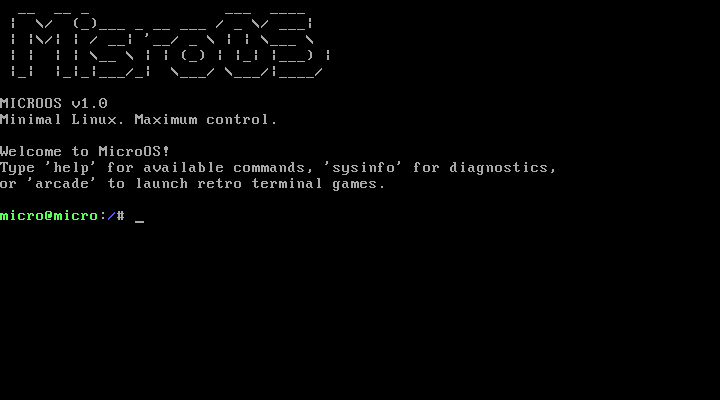 MicroOS
MICROOS v1.0
Minimal Linux. Maximum control.
Welcome to MicroOS!
Type 'help' for available commands, 'sysinfo' for diagnostics,
or 'arcade' to launch retro terminal games.
micro@micro:/# _